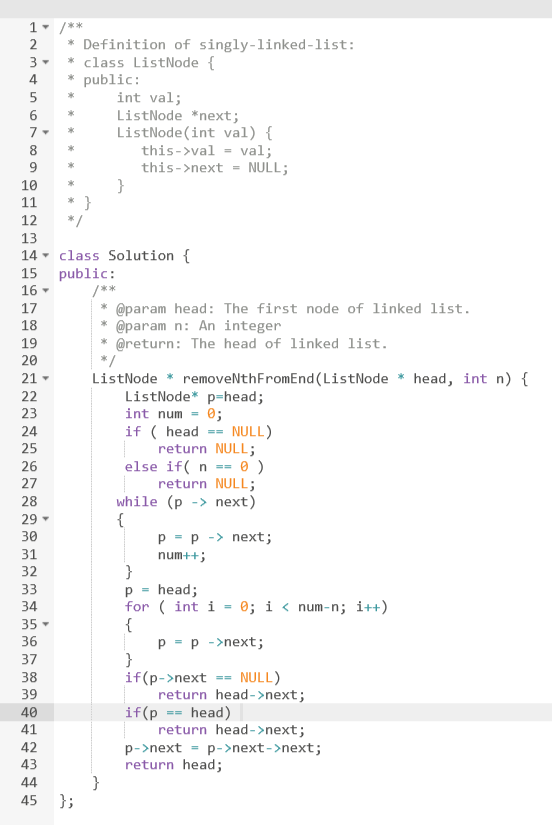 1 /**
2  * Definition of singly-linked-list:
3  * class ListNode {
4  * public:
5  *     int val;
6  *     ListNode *next;
7  *     ListNode(int val) {
8  *        this->val = val;
9  *        this->next = NULL;
10  *     }
11  * }
12  */
13
14 class Solution {
15 public:
16     /**
17      * @param head: The first node of linked list.
18      * @param n: An integer
19      * @return: The head of linked list.
20      */
21     ListNode * removeNthFromEnd(ListNode * head, int n) {
22         ListNode* p=head;
23         int num = 0;
24         if ( head == NULL)
25             return NULL;
26         else if( n == 0 )
27             return NULL;
28        while (p -> next)
29        {
30             p = p -> next;
31             num++;
32         }
33         p = head;
34         for ( int i = 0; i < num-n; i++)
35         {
36             p = p ->next;
37         }
38         if(p->next == NULL)
39             return head->next;
40         if(p == head)
41             return head->next;
42         p->next = p->next->next;
43         return head;
44     }
45 };